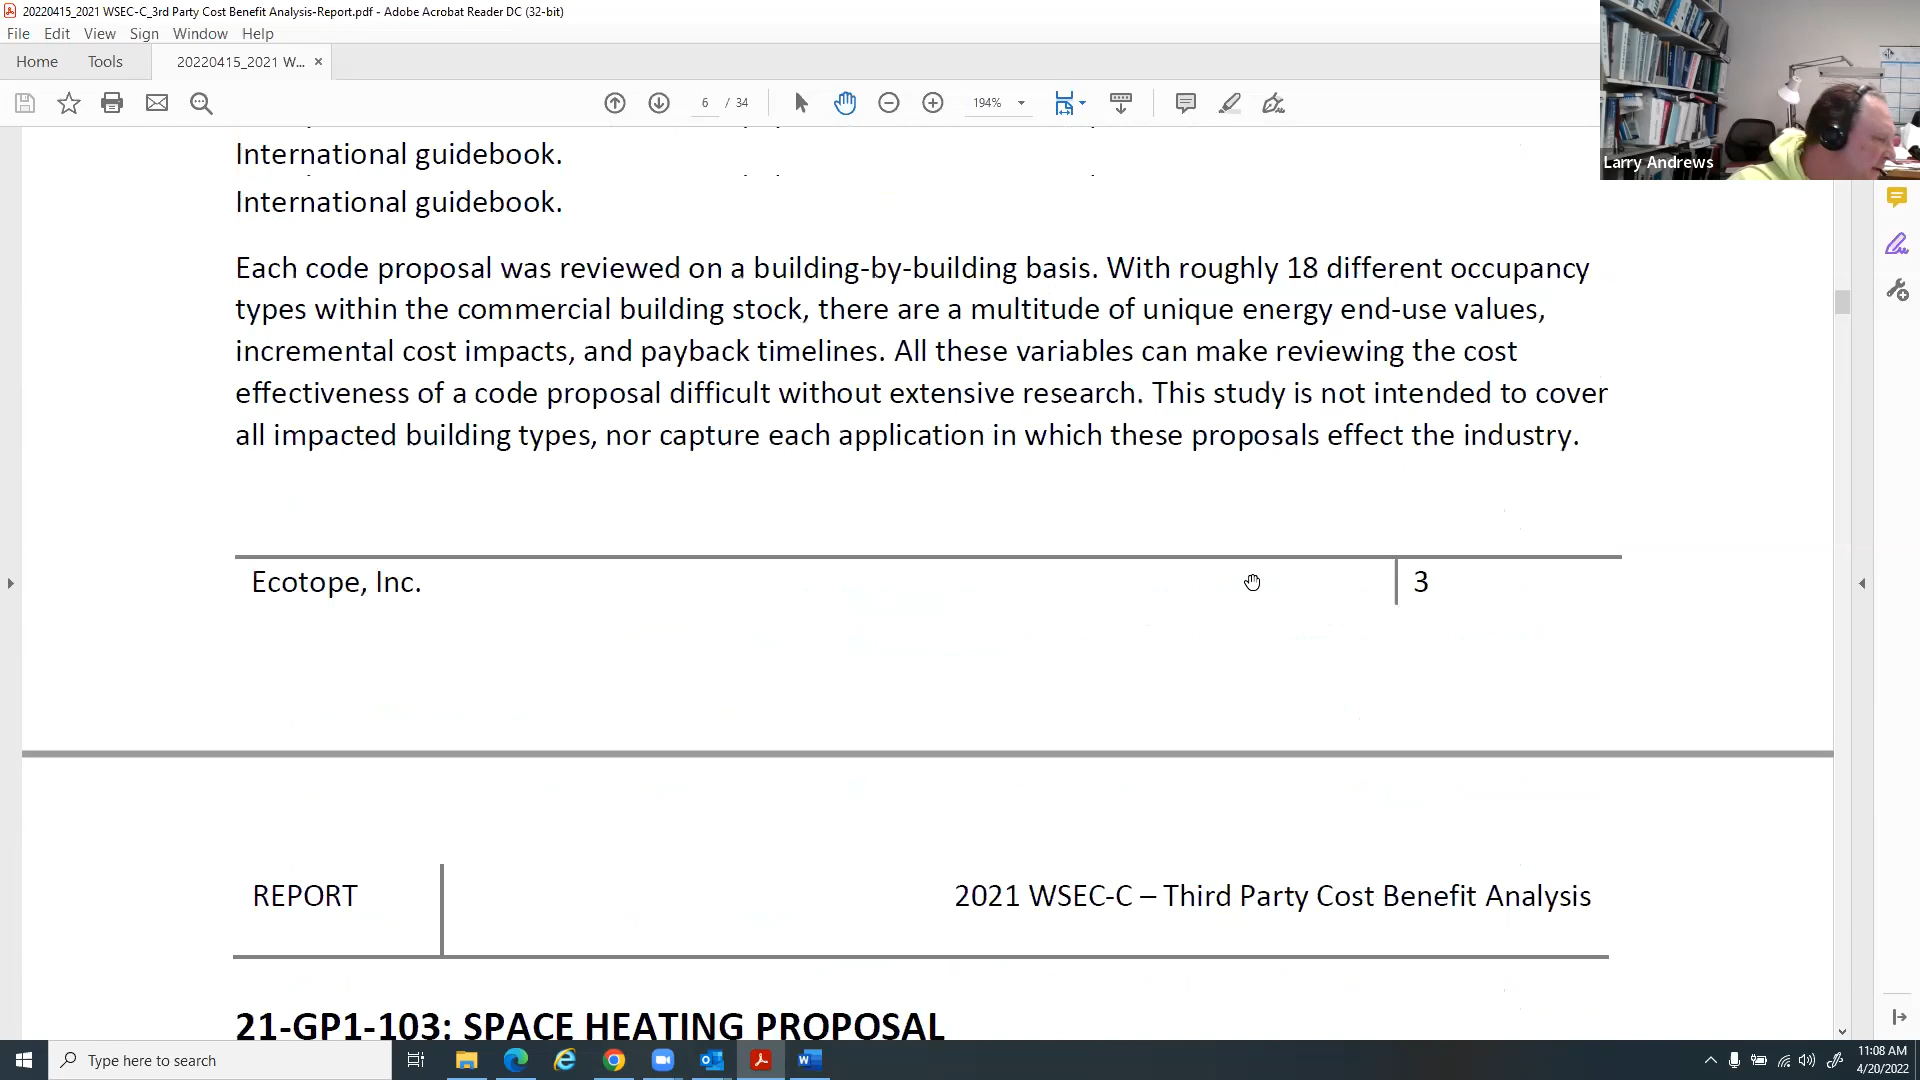 20220415_2021 WSEC-C_3rd Party Cost Benefit Analysis-Report.pdf - Adobe Acrobat Reader DC (32-bit)
File Edit View Sign Window Help
Home Tools 20220415_2021 W... ×
6 / 34 194%
Larry Andrews
International guidebook.
International guidebook.
Each code proposal was reviewed on a building-by-building basis. With roughly 18 different occupancy
types within the commercial building stock, there are a multitude of unique energy end-use values,
incremental cost impacts, and payback timelines. All these variables can make reviewing the cost
effectiveness of a code proposal difficult without extensive research. This study is not intended to cover
all impacted building types, nor capture each application in which these proposals effect the industry.
Ecotope, Inc. 3
REPORT 2021 WSEC-C – Third Party Cost Benefit Analysis
21-GP1-103: SPACE HEATING PROPOSAL
Type here to search
11:08 AM
4/20/2022